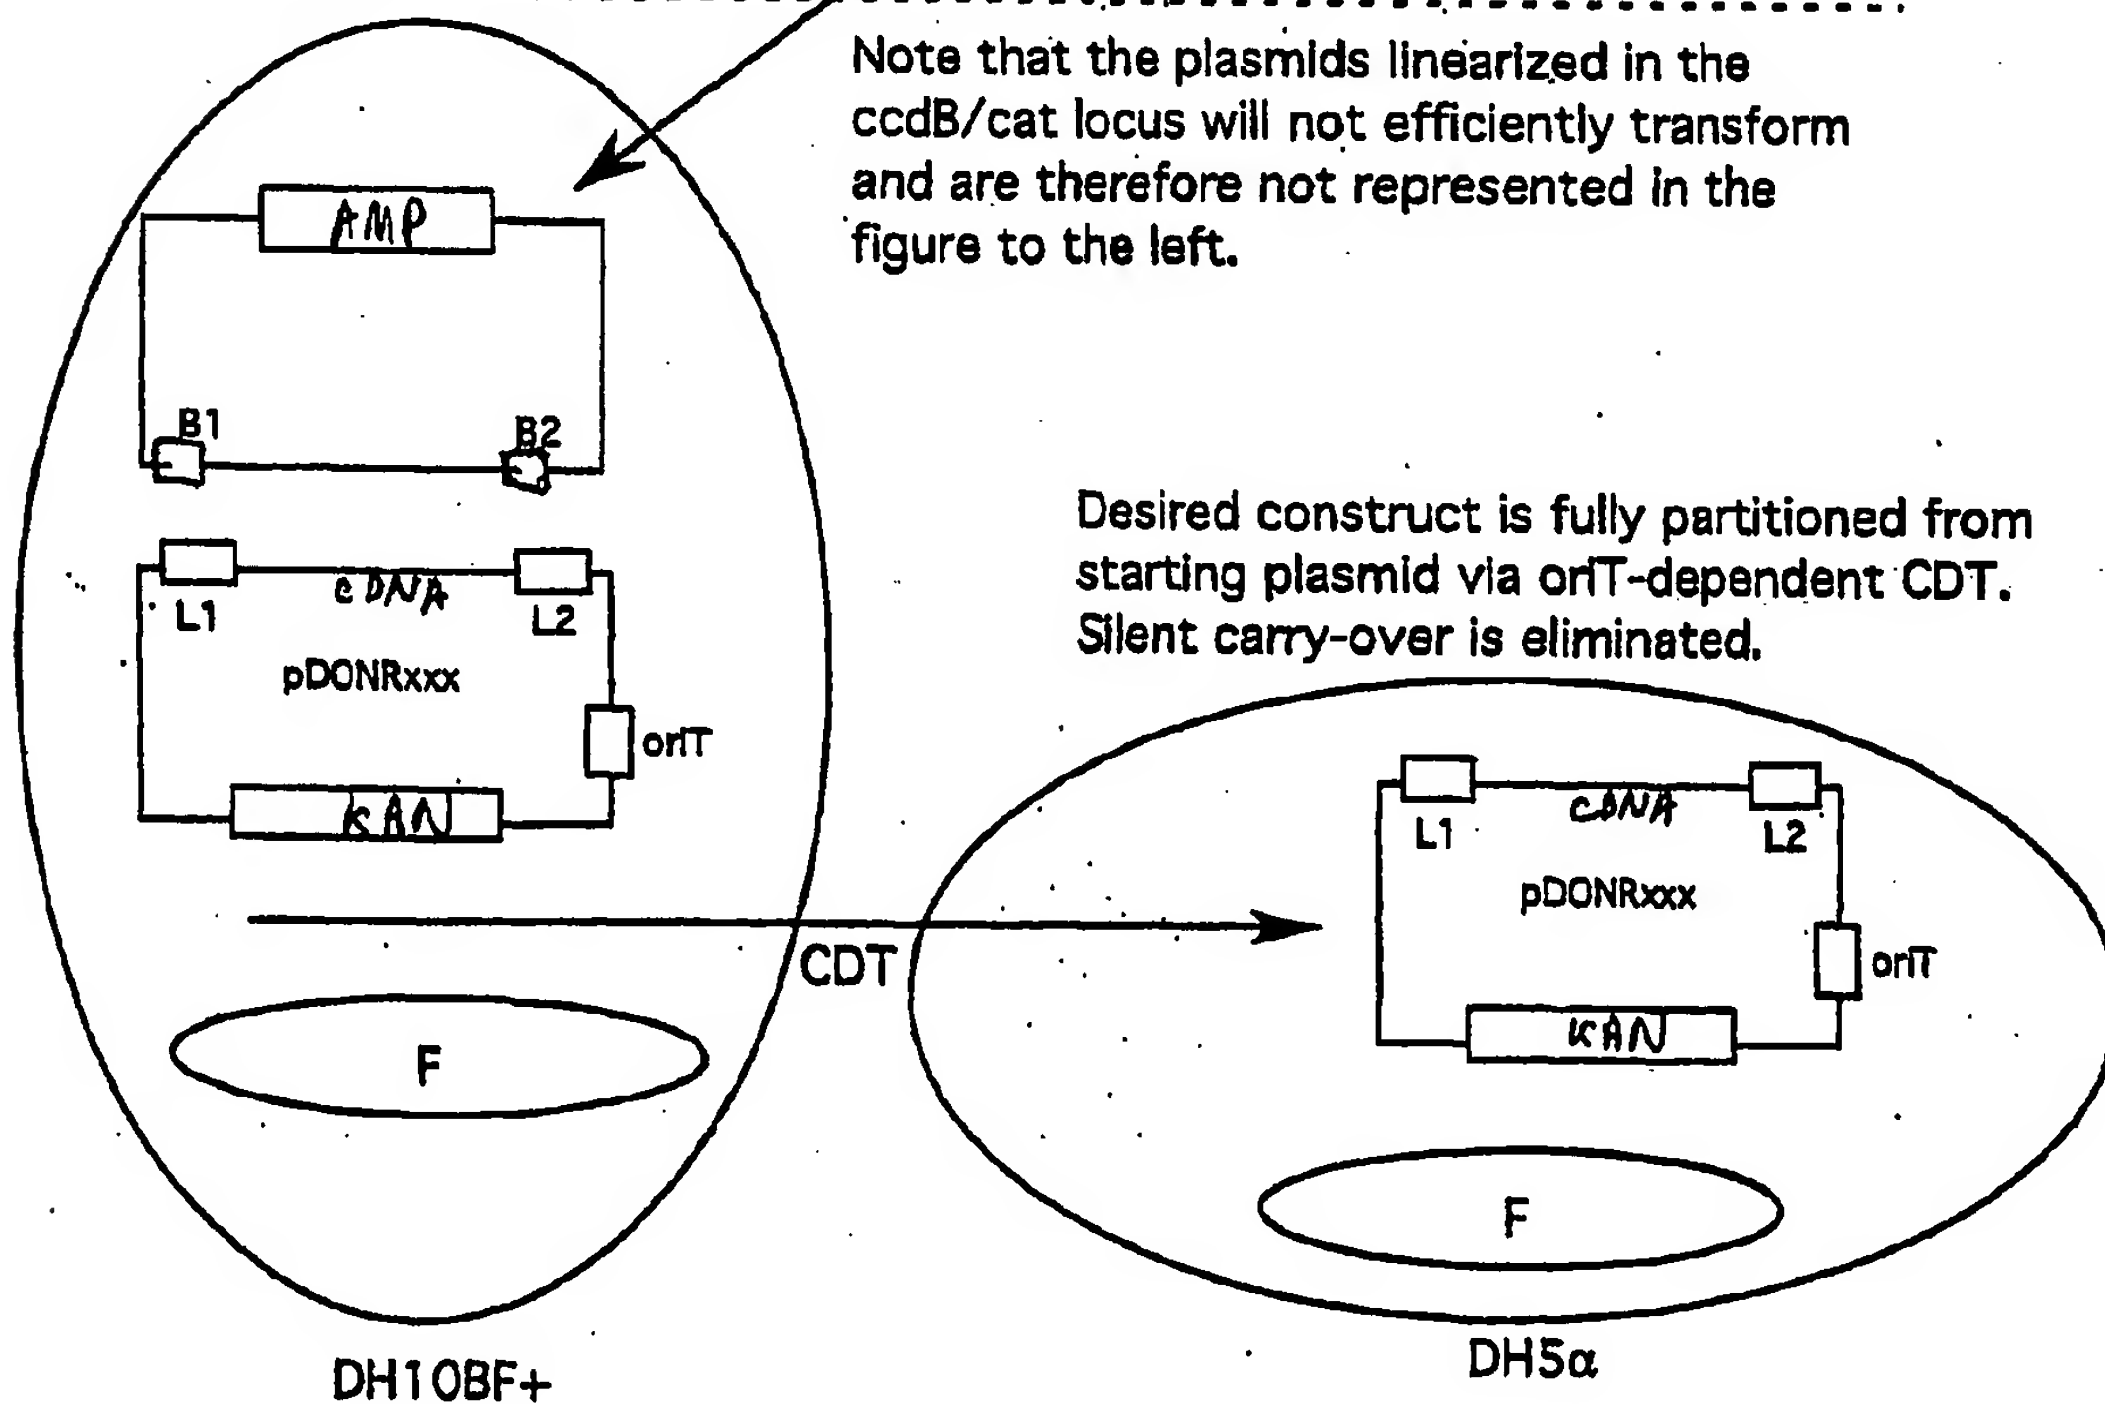 Note that the plasmids linearized in the
ccdB/cat locus will not efficiently transform
and are therefore not represented in the
figure to the left.
AMP
B1
B2
Desired construct is fully partitioned from
starting plasmid via oriT-dependent CDT.
Silent carry-over is eliminated.
cDNA
L1
L2
pDONRxxx
oriT
KAN
cDNA
L1
L2
pDONRxxx
oriT
KAN
CDT
F
F
DH10BF+
DH5α